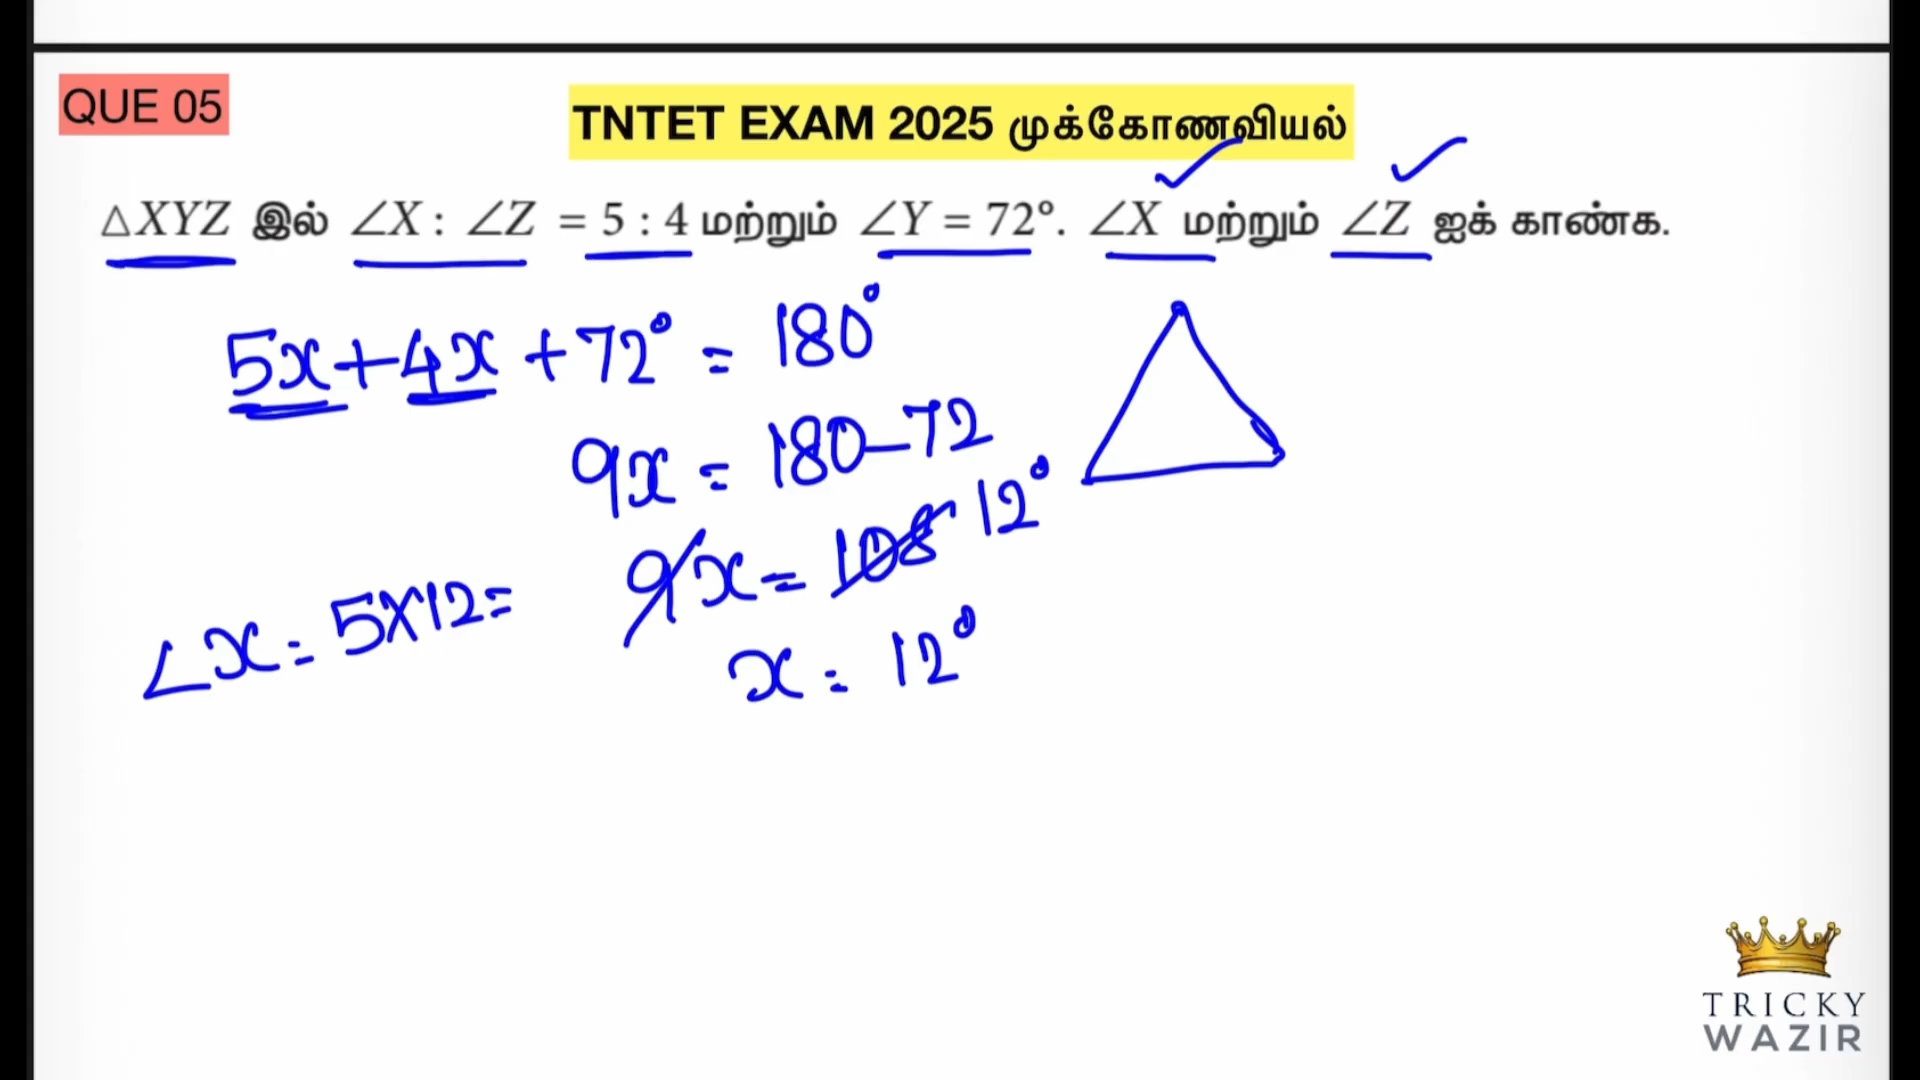 QUE 05
TNTET EXAM 2025 முக்கோணவியல்
△XYZ இல் ∠X : ∠Z = 5 : 4 மற்றும் ∠Y = 72°. ∠X மற்றும் ∠Z ஐக் காண்க.
5x+4x+72° = 180°
9x = 180-72
9x = 108 12°
∠x = 5×12=
x = 12°
TRICKY
WAZIR